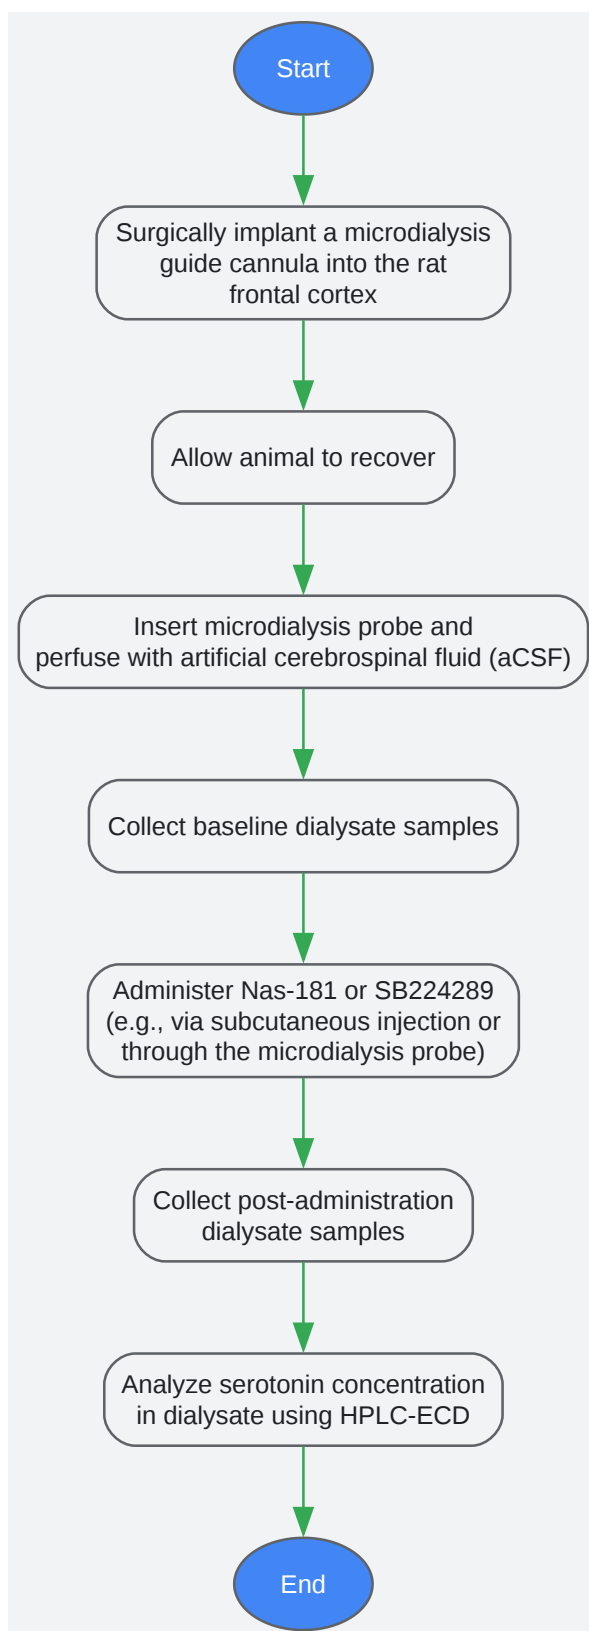 Start
Surgically implant a microdialysis
guide cannula into the rat
frontal cortex
Allow animal to recover
Insert microdialysis probe and
perfuse with artificial cerebrospinal fluid (aCSF)
Collect baseline dialysate samples
Administer Nas-181 or SB224289
(e.g., via subcutaneous injection or
through the microdialysis probe)
Collect post-administration
dialysate samples
Analyze serotonin concentration
in dialysate using HPLC-ECD
End